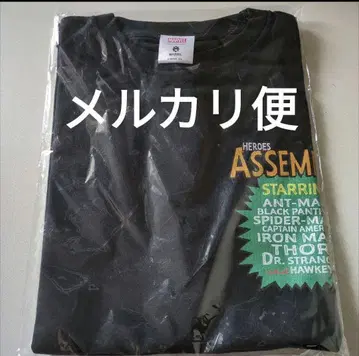 メルカリ便
HEROES
ASSEM
STARRIN
ANT-MA
BLACK PANTH
SPIDER-MA
CAPTAIN AMER
IRON MA
THOR
DR. STRANG
HAWKEY